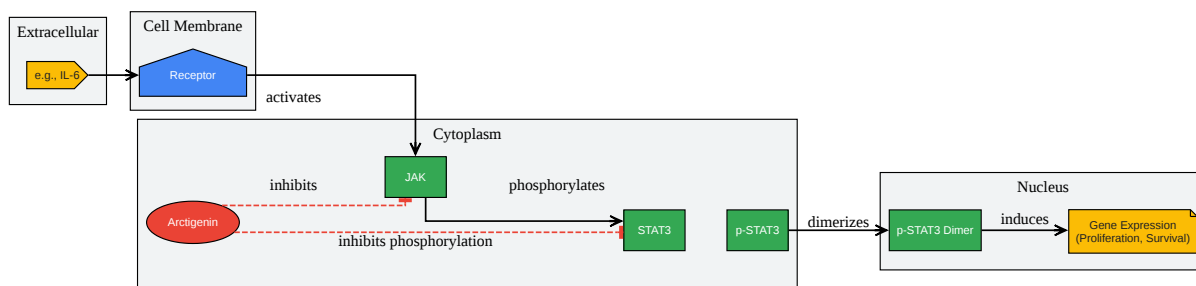 Extracellular
e.g., IL-6
Cell Membrane
Receptor
activates
Cytoplasm
JAK
inhibits
phosphorylates
Arctigenin
inhibits phosphorylation
STAT3
p-STAT3
dimerizes
Nucleus
p-STAT3 Dimer
induces
Gene Expression
(Proliferation, Survival)